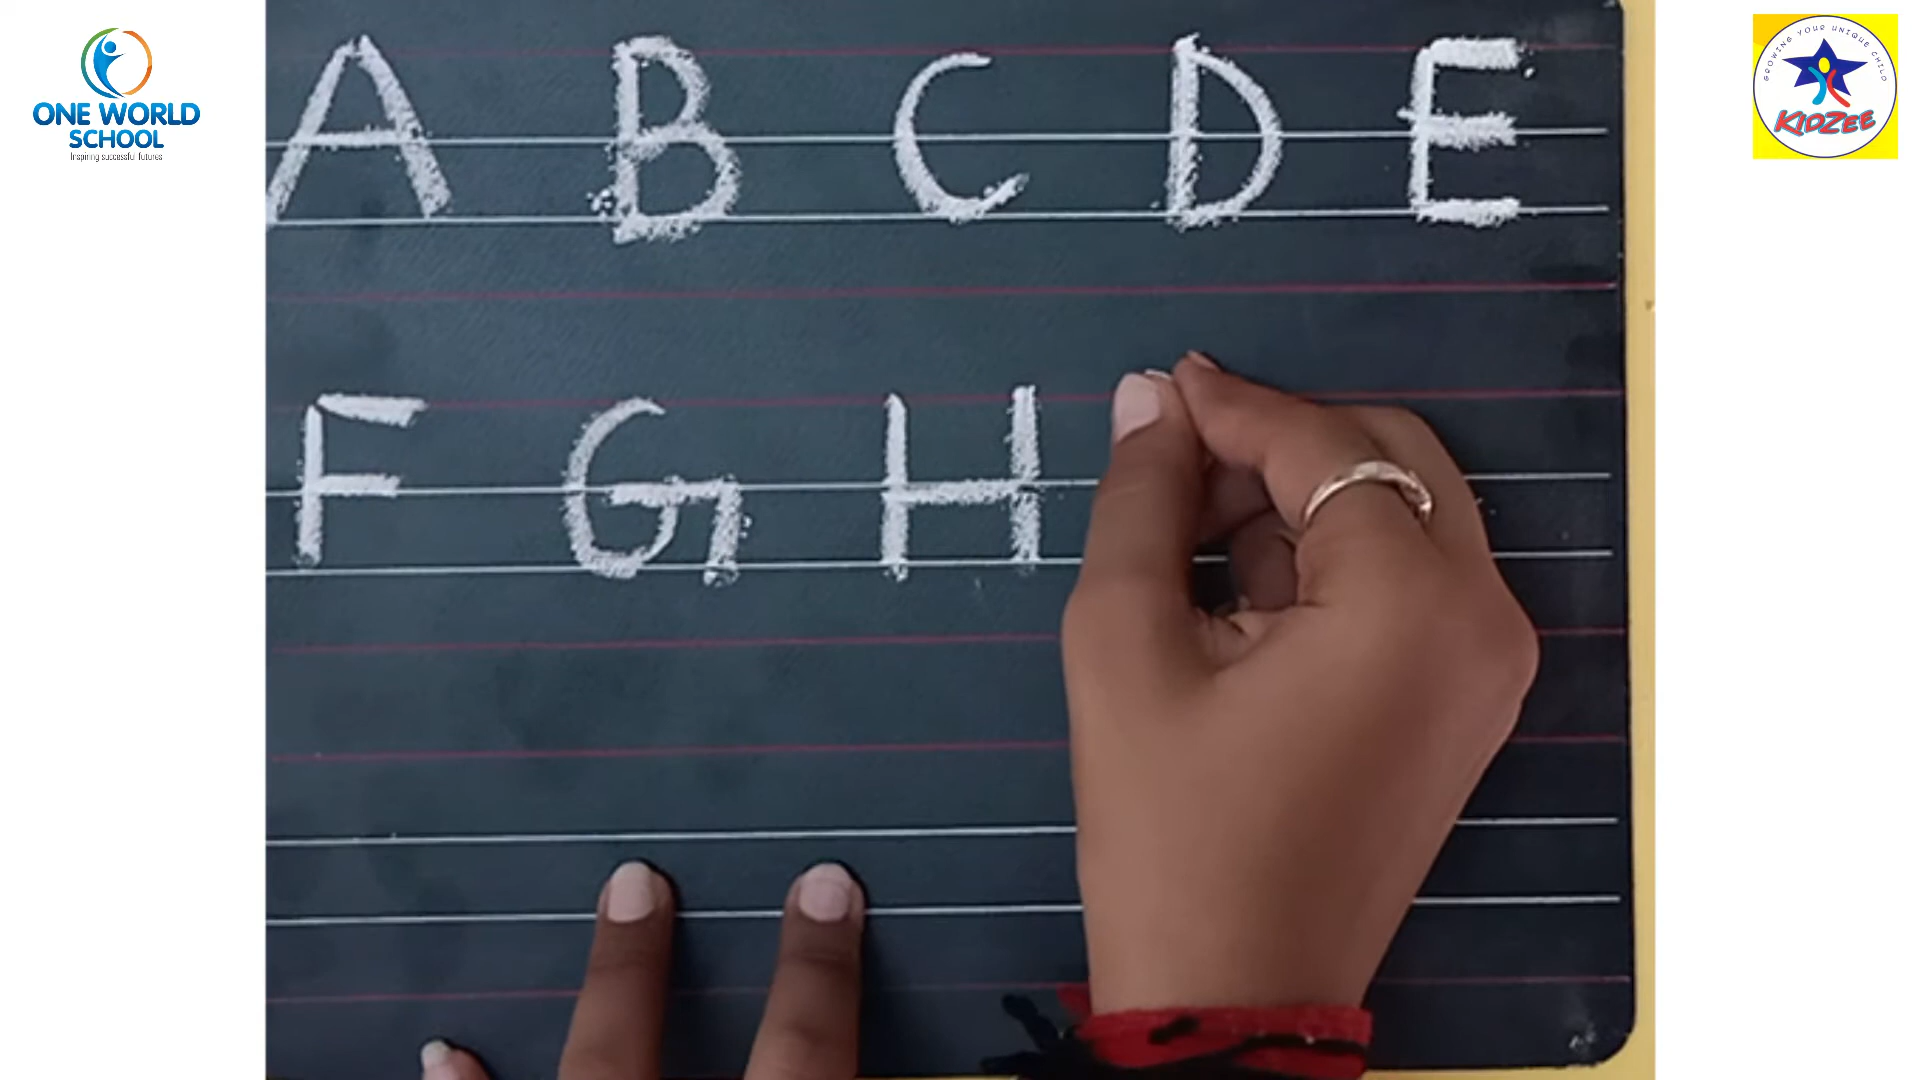 ONE WORLD
SCHOOL
Inspiring successful futures
GROWING YOUR UNIQUE CHILD
KIDZEE
A B C D E
F G H